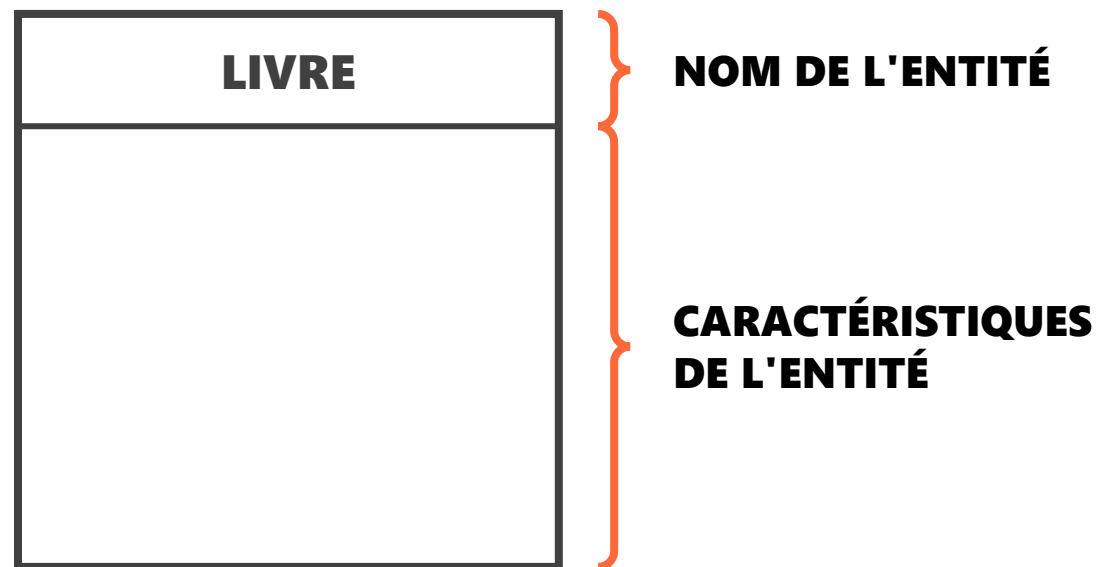 LIVRE
NOM DE L'ENTITÉ
CARACTÉRISTIQUES
DE L'ENTITÉ